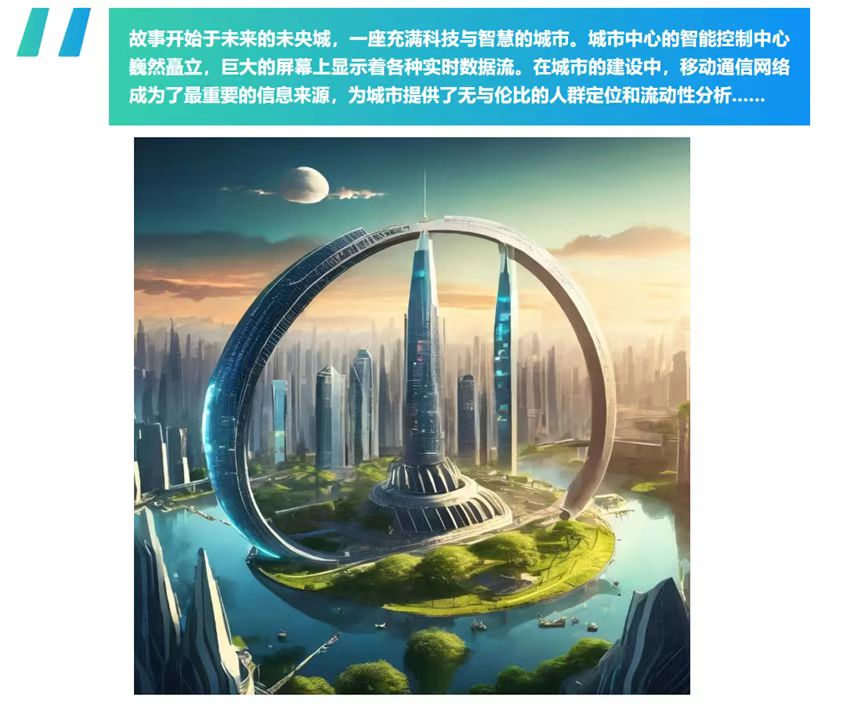 故事开始于未来的未央城，一座充满科技与智慧的城市。城市中心的智能控制中心
巍然矗立，巨大的屏幕上显示着各种实时数据流。在城市的建设中，移动通信网络
成为了最重要的信息来源，为城市提供了无与伦比的人群定位和流动性分析......